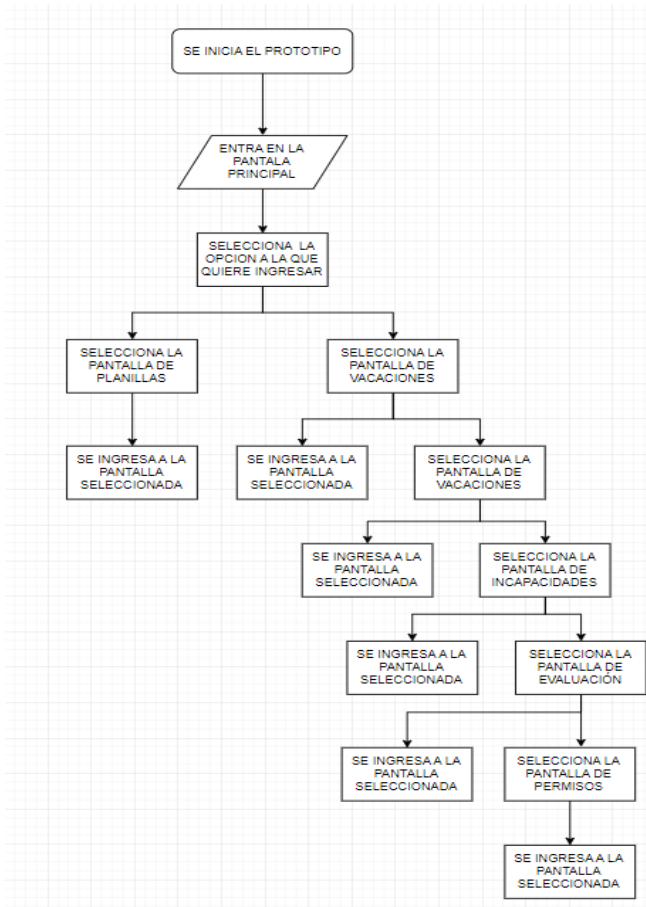 SE INICIA EL PROTOTIPO
ENTRA EN LA
PANTALA
PRINCIPAL
SELECCIONA LA
OPCION A LA QUE
QUIERE INGRESAR
SELECCIONA LA
PANTALLA DE
PLANILLAS
SELECCIONA LA
PANTALLA DE
VACACIONES
SE INGRESA A LA
PANTALLA
SELECCIONADA
SE INGRESA A LA
PANTALLA
SELECCIONADA
SELECCIONA LA
PANTALLA DE
VACACIONES
SE INGRESA A LA
PANTALLA
SELECCIONADA
SELECCIONA LA
PANTALLA DE
INCAPACIDADES
SE INGRESA A LA
PANTALLA
SELECCIONADA
SELECCIONA LA
PANTALLA DE
EVALUACIÓN
SE INGRESA A LA
PANTALLA
SELECCIONADA
SELECCIONA LA
PANTALLA DE
PERMISOS
SE INGRESA A LA
PANTALLA
SELECCIONADA